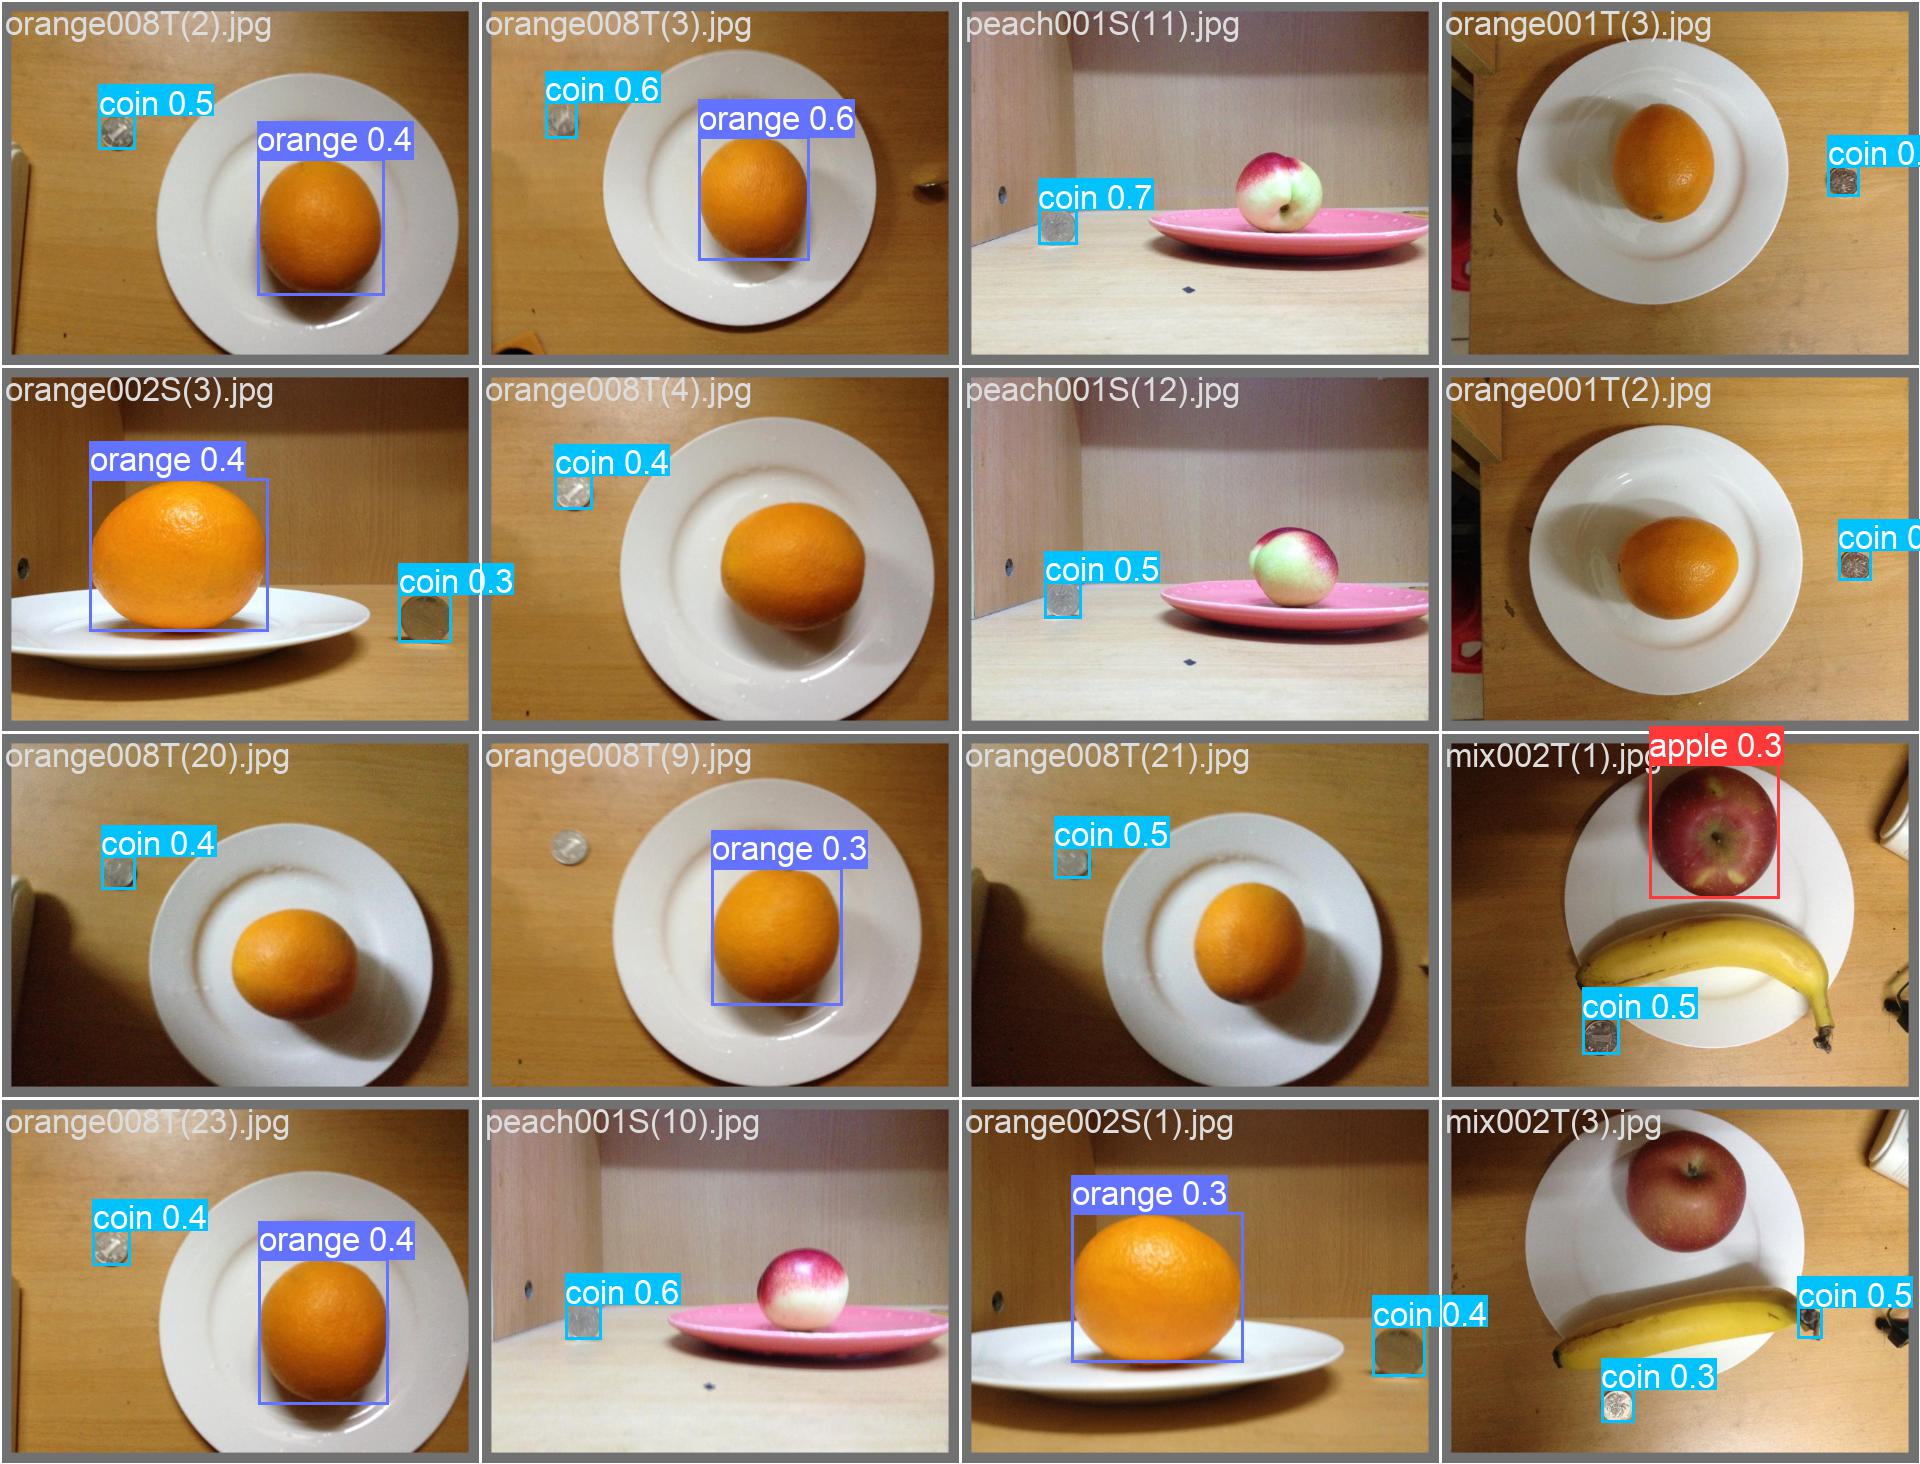 orange008T(2).jpg
coin 0.5
orange 0.4
orange008T(3).jpg
coin 0.6
orange 0.6
peach001S(11).jpg
coin 0.7
orange001T(3).jpg
coin 0.
orange002S(3).jpg
orange 0.4
coin 0.3
orange008T(4).jpg
coin 0.4
peach001S(12).jpg
coin 0.5
orange001T(2).jpg
coin 0
orange008T(20).jpg
coin 0.4
orange008T(9).jpg
orange 0.3
orange008T(21).jpg
coin 0.5
mix002T(1).jpg
apple 0.3
coin 0.5
orange008T(23).jpg
coin 0.4
orange 0.4
peach001S(10).jpg
coin 0.6
orange002S(1).jpg
orange 0.3
coin 0.4
mix002T(3).jpg
coin 0.5
coin 0.3